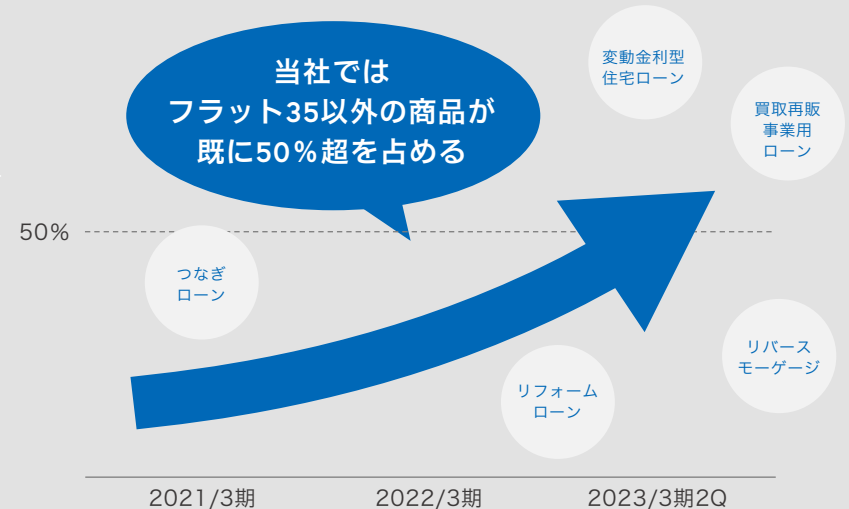 当社では
フラット35以外の商品が
既に50％超を占める
変動金利型
住宅ローン
買取再販
事業用
ローン
50%
つなぎ
ローン
リバース
モーゲージ
リフォーム
ローン
2021/3期
2022/3期
2023/3期2Q